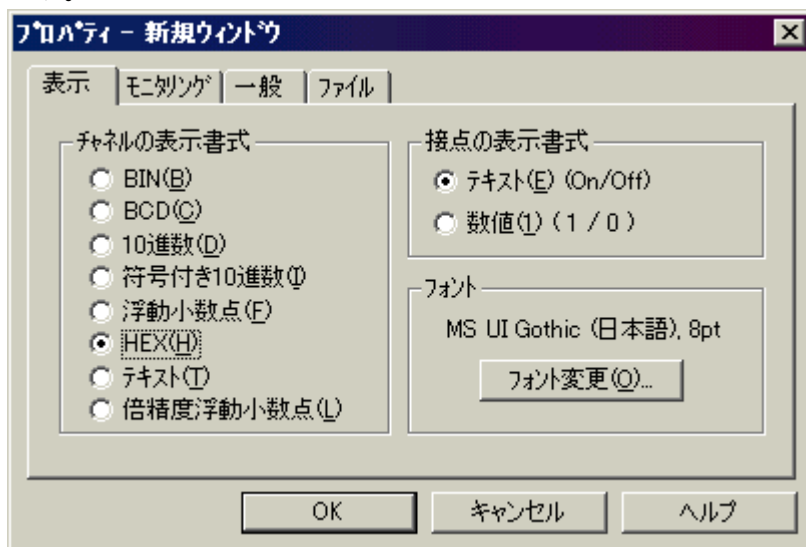 ﾌﾟﾛﾊﾟﾃｨ - 新規ｳｨﾝﾄﾞｳ
表示 ﾓﾆﾀﾘﾝｸﾞ 一般 ﾌｧｲﾙ
ﾁｬﾈﾙの表示書式
BIN(B)
BCD(C)
10進数(D)
符号付き10進数(I)
浮動小数点(F)
HEX(H)
ﾃｷｽﾄ(T)
倍精度浮動小数点(L)
接点の表示書式
ﾃｷｽﾄ(E) (On/Off)
数値(1) ( 1 / 0 )
ﾌｫﾝﾄ
MS UI Gothic (日本語), 8pt
ﾌｫﾝﾄ変更(O)...
OK キャンセル ヘルプ